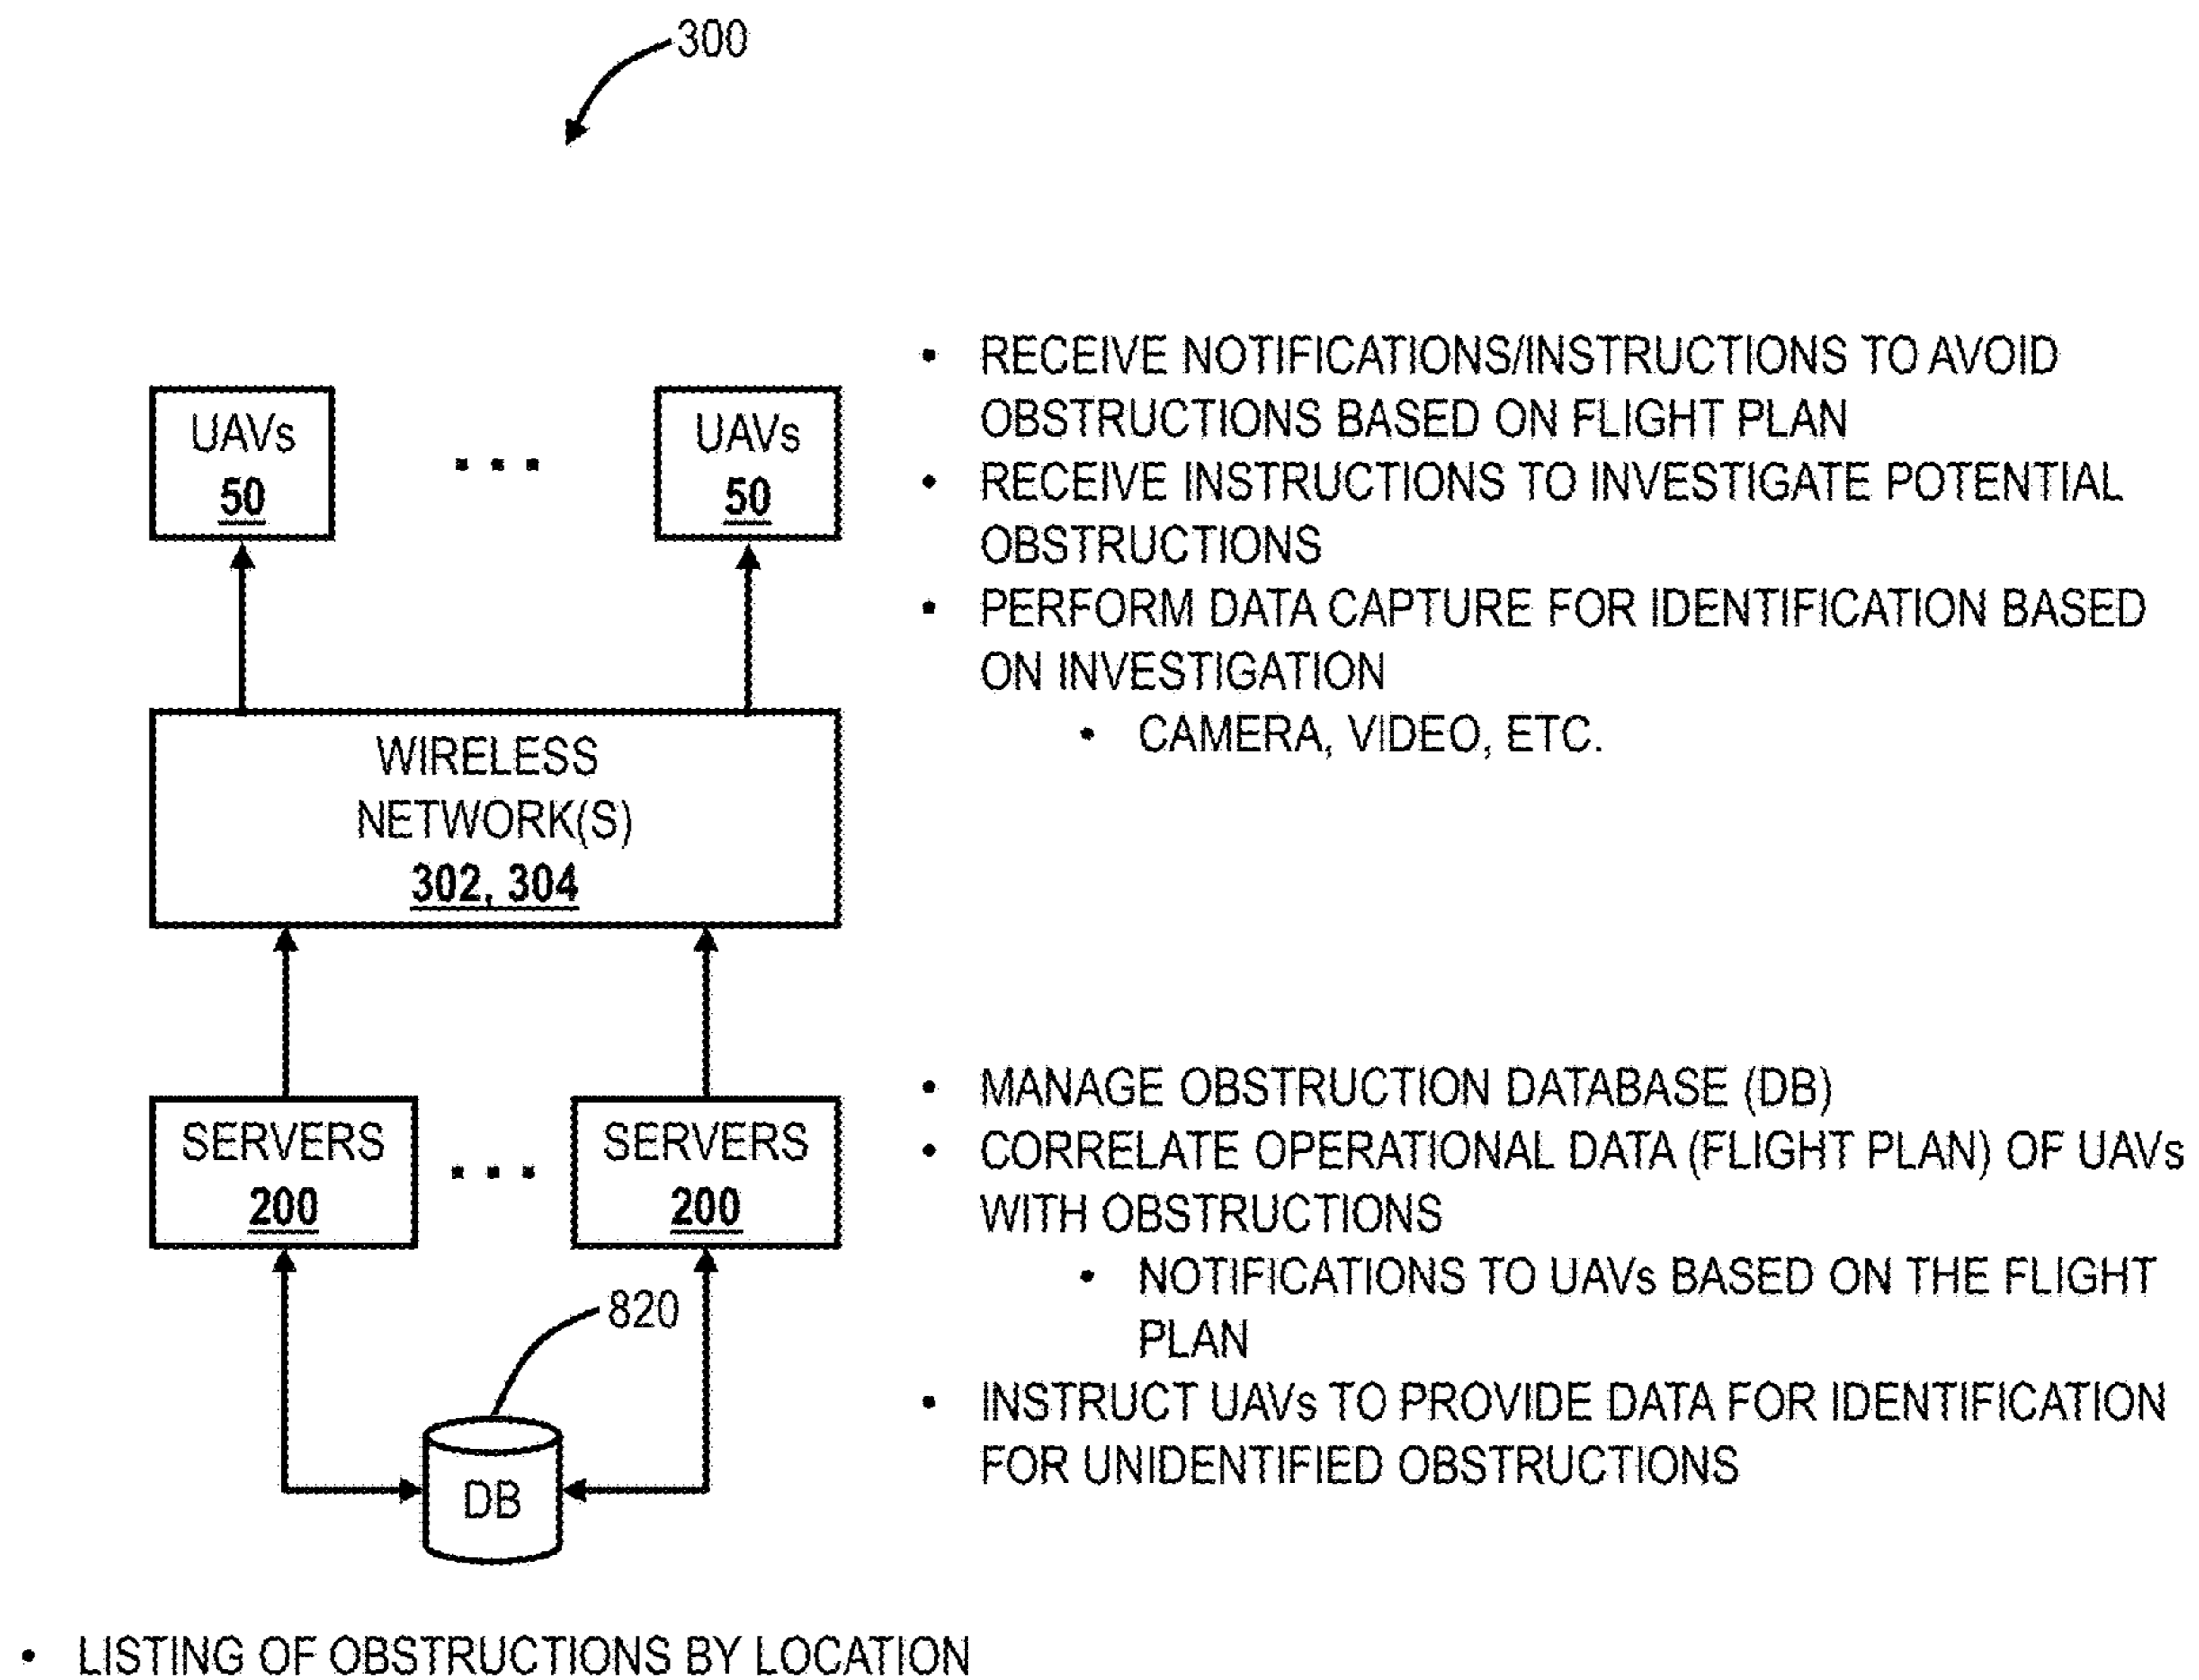 300
UAVs
50
. . .
UAVs
50
• RECEIVE NOTIFICATIONS/INSTRUCTIONS TO AVOID
OBSTRUCTIONS BASED ON FLIGHT PLAN
• RECEIVE INSTRUCTIONS TO INVESTIGATE POTENTIAL
OBSTRUCTIONS
• PERFORM DATA CAPTURE FOR IDENTIFICATION BASED
ON INVESTIGATION
• CAMERA, VIDEO, ETC.
WIRELESS
NETWORK(S)
302, 304
SERVERS
200
. . .
SERVERS
200
• MANAGE OBSTRUCTION DATABASE (DB)
• CORRELATE OPERATIONAL DATA (FLIGHT PLAN) OF UAVs
WITH OBSTRUCTIONS
• NOTIFICATIONS TO UAVs BASED ON THE FLIGHT
PLAN
• INSTRUCT UAVs TO PROVIDE DATA FOR IDENTIFICATION
FOR UNIDENTIFIED OBSTRUCTIONS
820
DB
• LISTING OF OBSTRUCTIONS BY LOCATION